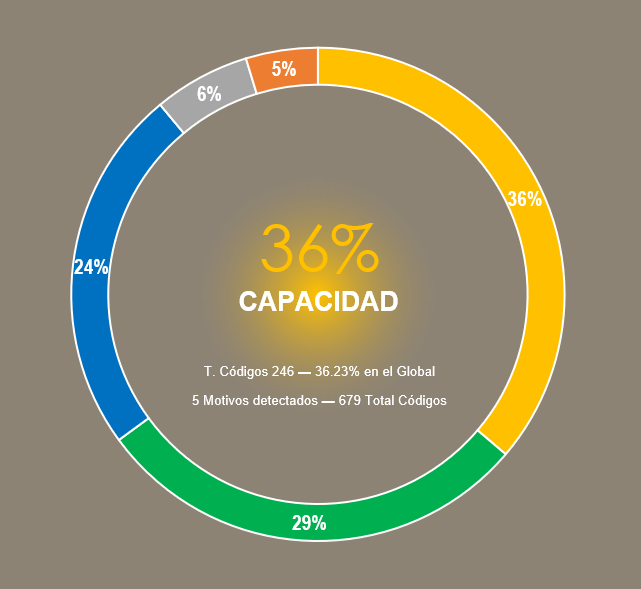 5%
6%
36%
36%
24%
CAPACIDAD
T. Códigos 246 — 36.23% en el Global
5 Motivos detectados — 679 Total Códigos
29%